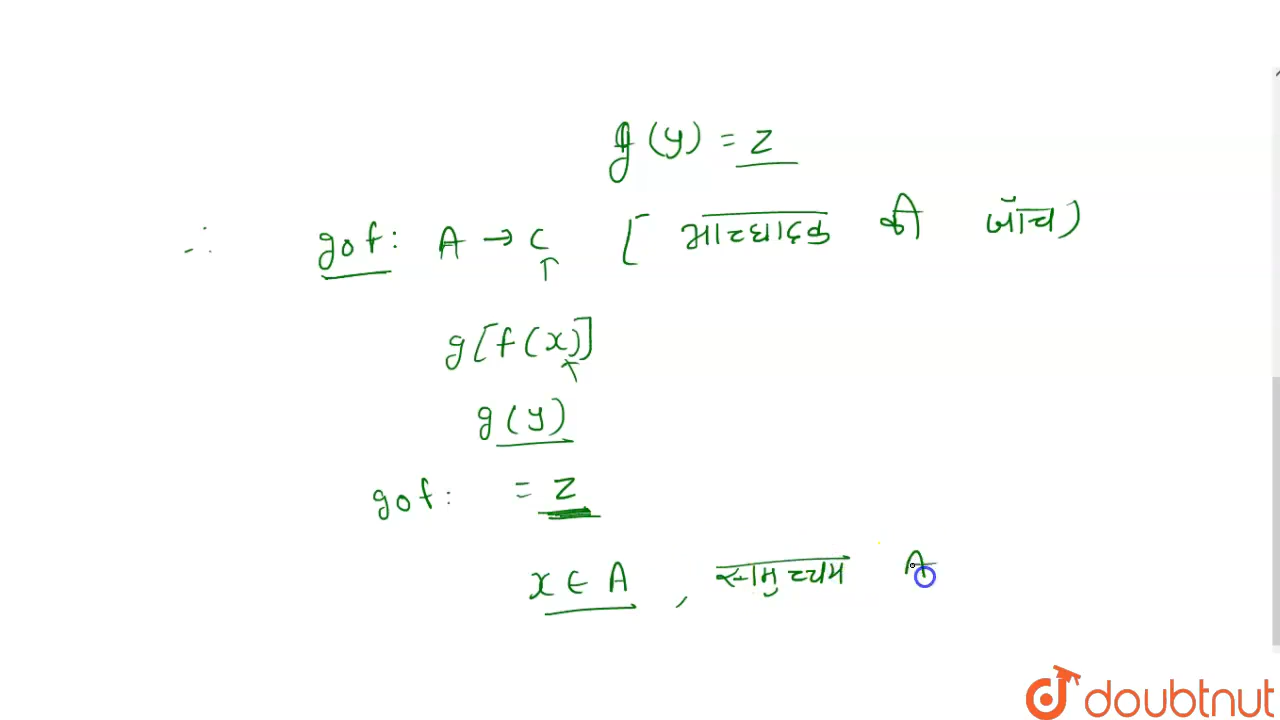 g(y) = z
∴ gof: A → C [ आच्छादक की जाँच )
g[f(x)]
g(y)
gof: = z
x ∈ A , समुच्चय A
doubtnut